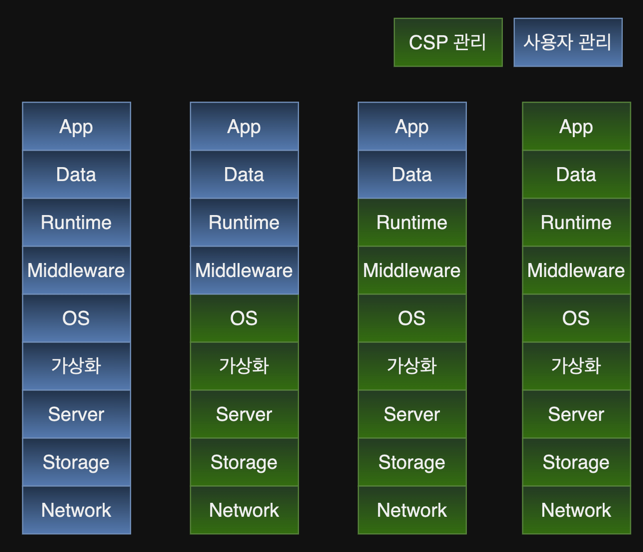 CSP 관리
사용자 관리
App
Data
Runtime
Middleware
OS
가상화
Server
Storage
Network
App
Data
Runtime
Middleware
OS
가상화
Server
Storage
Network
App
Data
Runtime
Middleware
OS
가상화
Server
Storage
Network
App
Data
Runtime
Middleware
OS
가상화
Server
Storage
Network